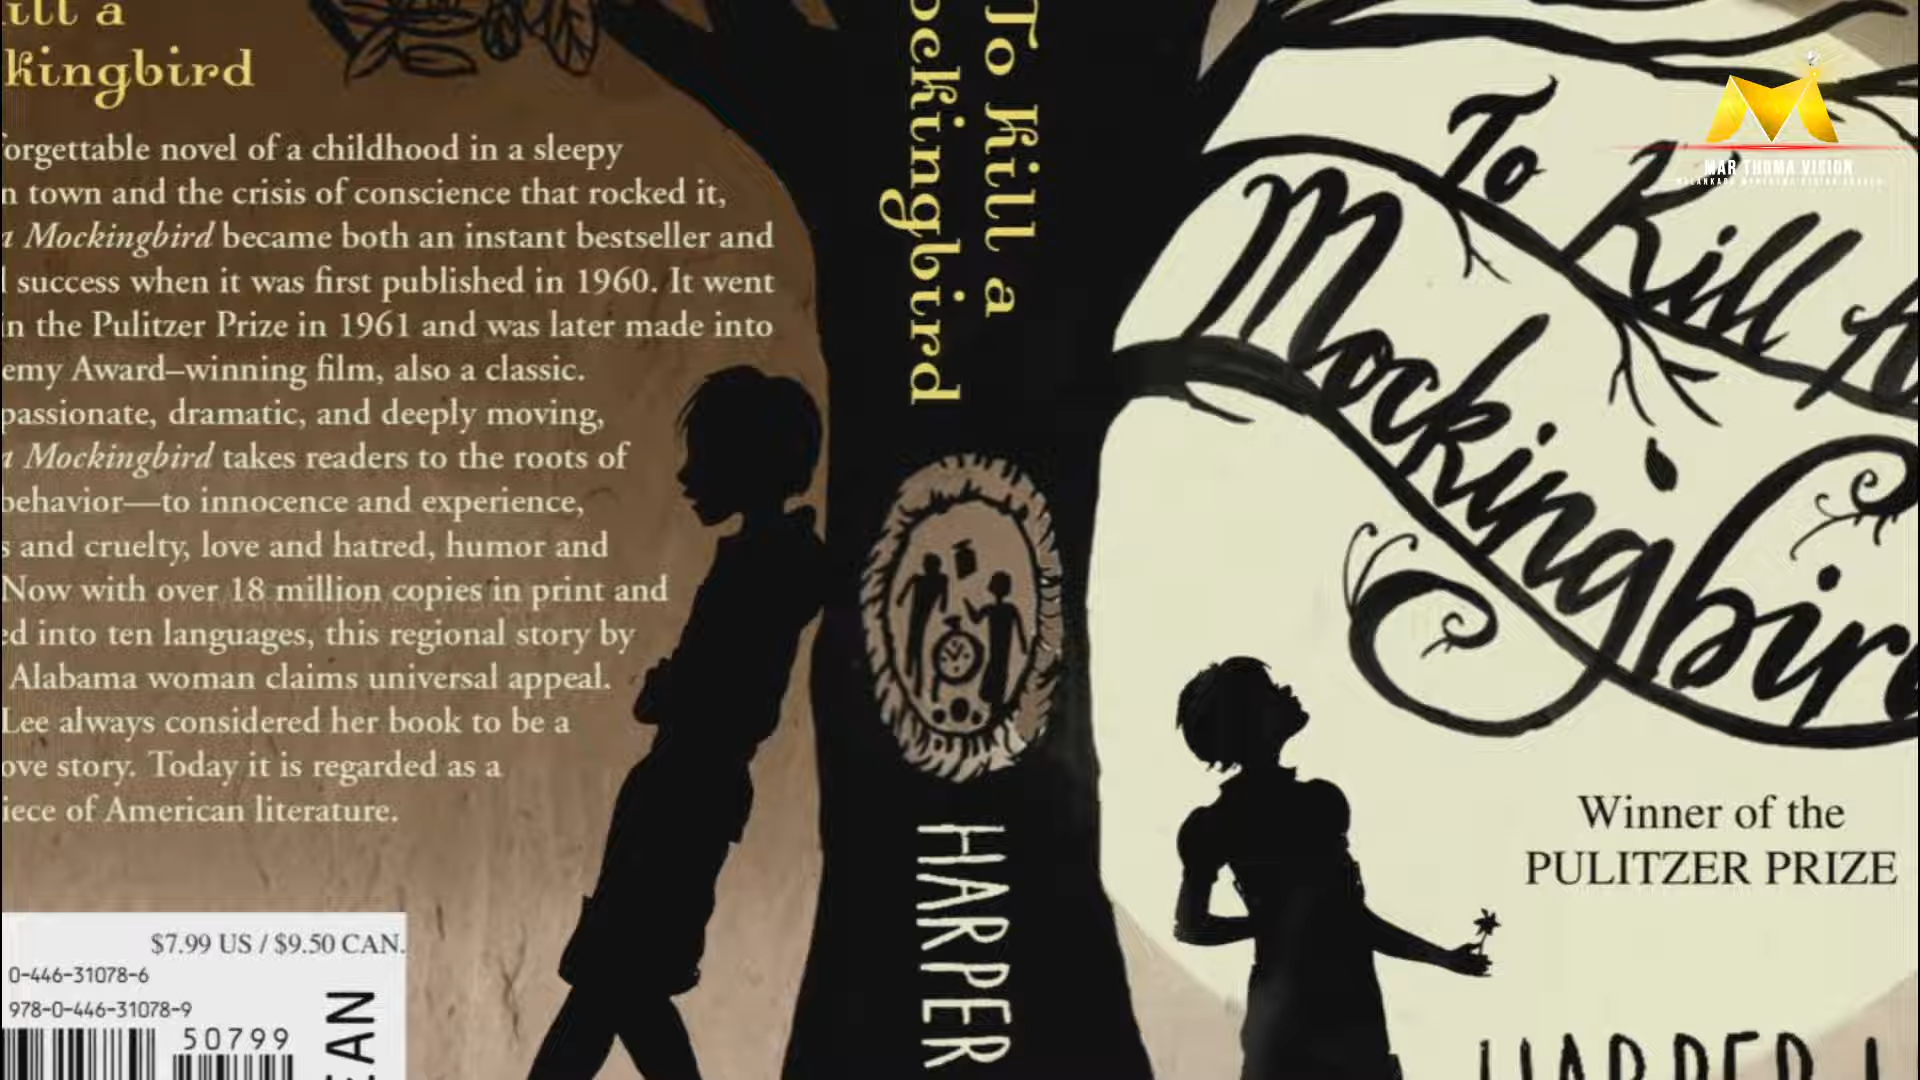 ill a
kingbird
forgettable novel of a childhood in a sleepy
n town and the crisis of conscience that rocked it,
a Mockingbird became both an instant bestseller and
l success when it was first published in 1960. It went
in the Pulitzer Prize in 1961 and was later made into
emy Award–winning film, also a classic.
passionate, dramatic, and deeply moving,
a Mockingbird takes readers to the roots of
behavior—to innocence and experience,
s and cruelty, love and hatred, humor and
Now with over 18 million copies in print and
ed into ten languages, this regional story by
Alabama woman claims universal appeal.
Lee always considered her book to be a
ove story. Today it is regarded as a
iece of American literature.
$7.99 US / $9.50 CAN.
0-446-31078-6
978-0-446-31078-9
50799
EAN
To Kill a
ockingbird
HARPER
To Kill A
Mockingbird
Winner of the
PULITZER PRIZE
HARPER L
MAR THOMA VISION